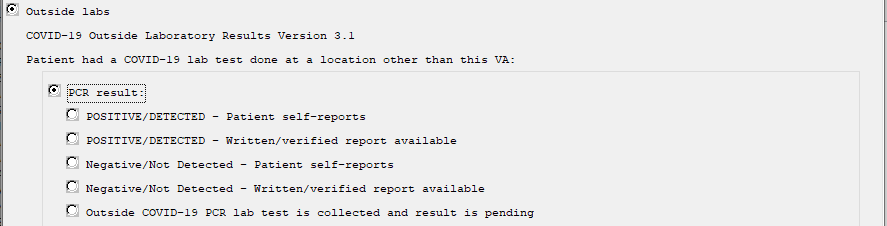 Outside labs
COVID-19 Outside Laboratory Results Version 3.1
Patient had a COVID-19 lab test done at a location other than this VA:
PCR result:
POSITIVE/DETECTED - Patient self-reports
POSITIVE/DETECTED - Written/verified report available
Negative/Not Detected - Patient self-reports
Negative/Not Detected - Written/verified report available
Outside COVID-19 PCR lab test is collected and result is pending